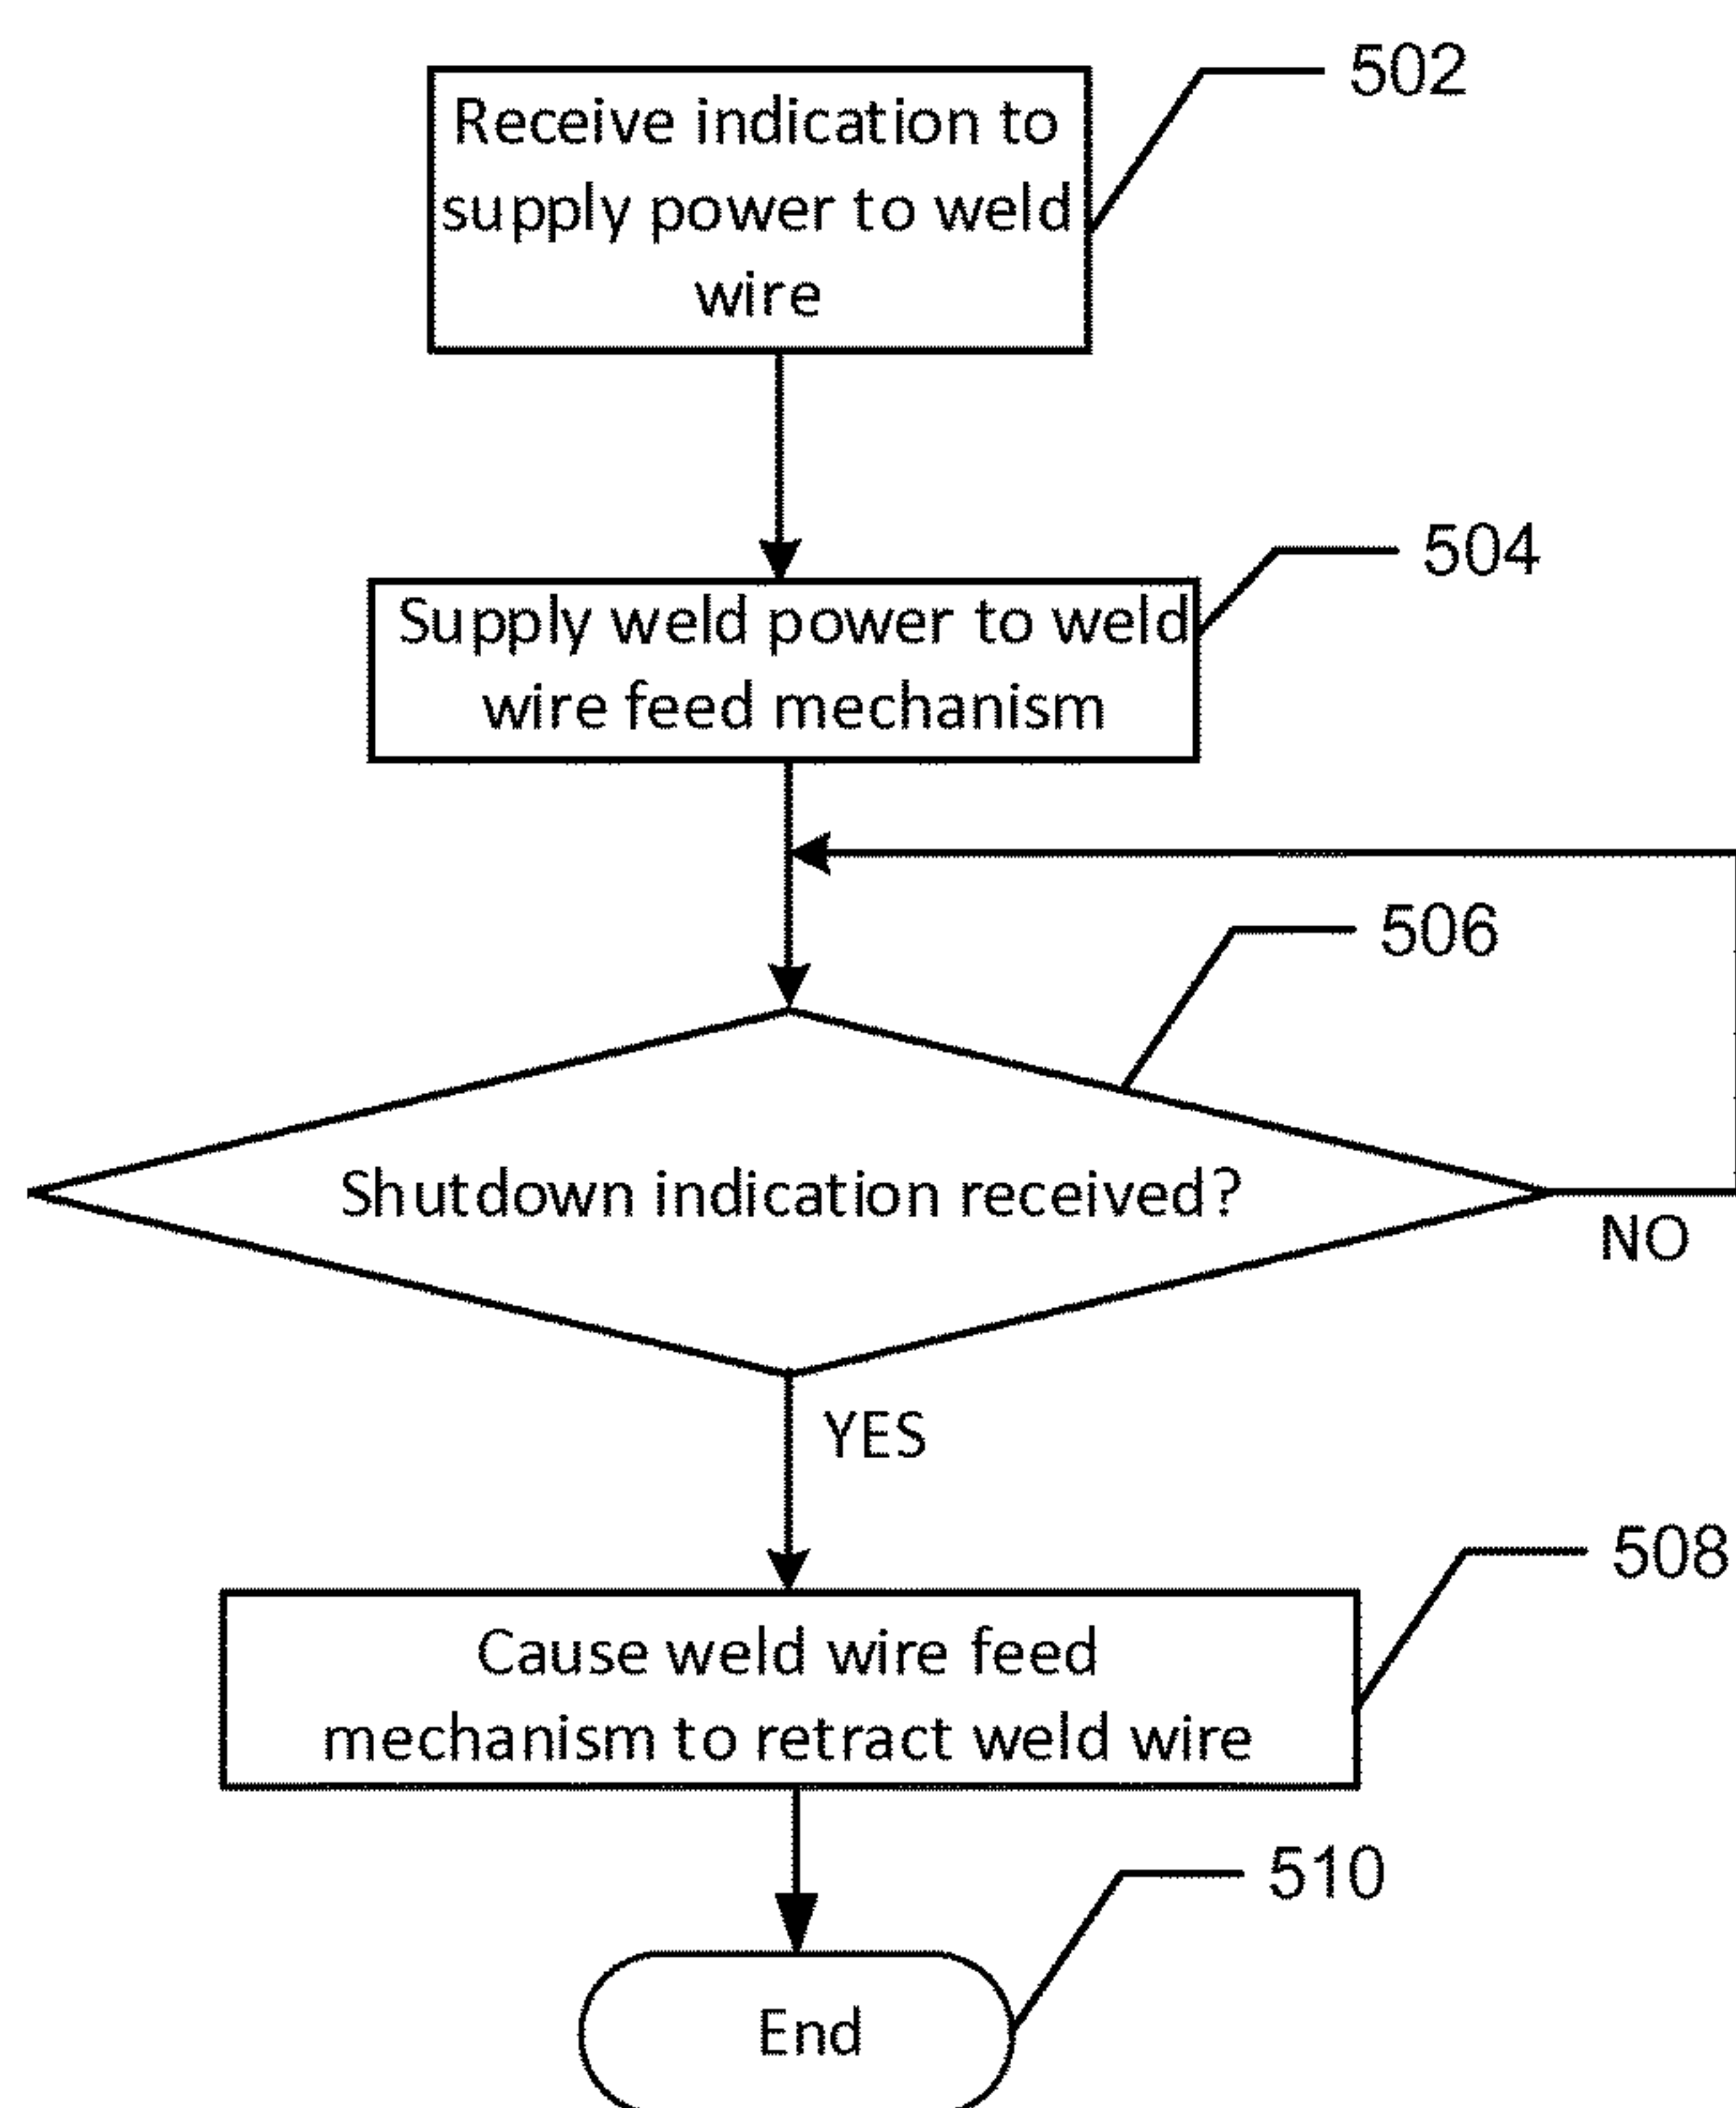 502
Receive indication to
supply power to weld
wire
504
Supply weld power to weld
wire feed mechanism
506
Shutdown indication received?
NO
YES
508
Cause weld wire feed
mechanism to retract weld wire
510
End